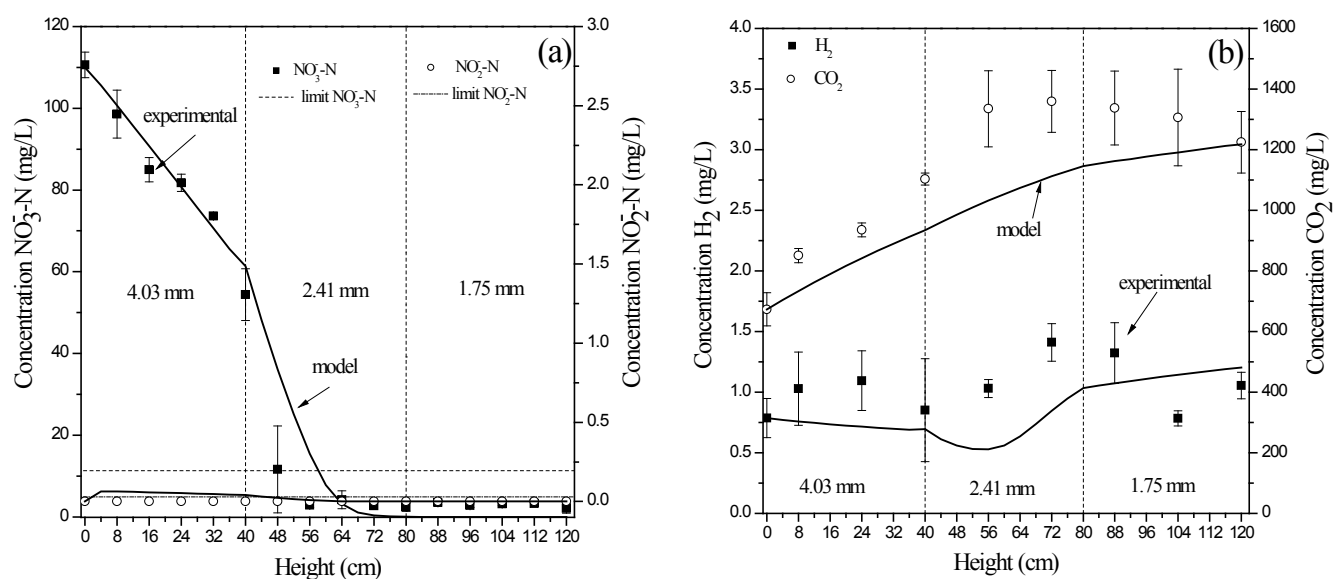 (a)
120
100
80
60
40
20
0
Concentration NO₃⁻-N (mg/L)
3.0
2.5
2.0
1.5
1.0
0.5
0.0
Concentration NO₂⁻-N (mg/L)
NO₃⁻-N NO₂⁻-N
limit NO₃⁻-N limit NO₂⁻-N
experimental
4.03 mm 2.41 mm 1.75 mm
model
0 8 16 24 32 40 48 56 64 72 80 88 96 104 112 120
Height (cm)
(b)
4.0
3.5
3.0
2.5
2.0
1.5
1.0
0.5
0.0
Concentration H₂ (mg/L)
1600
1400
1200
1000
800
600
400
200
0
Concentration CO₂ (mg/L)
H₂
CO₂
model
experimental
4.03 mm 2.41 mm 1.75 mm
0 8 16 24 32 40 48 56 64 72 80 88 96 104 112 120
Height (cm)